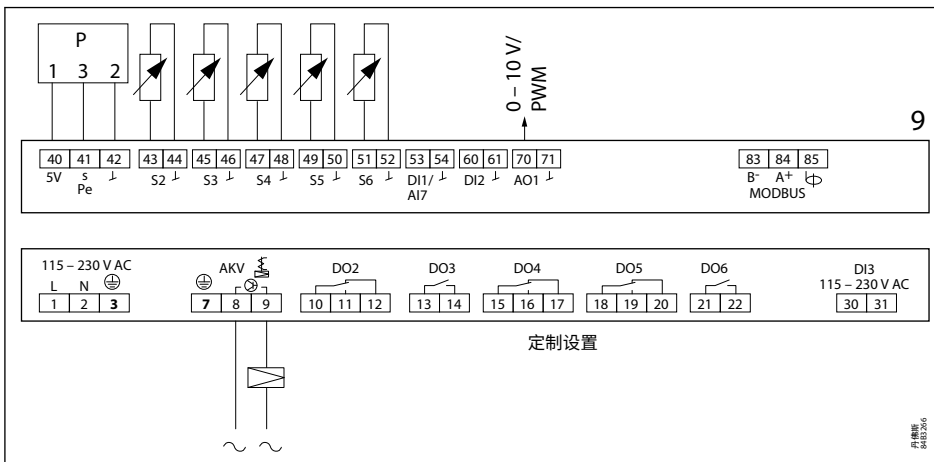 P
1 3 2
0 – 10 V/
PWM
9
40 41 42 43 44 45 46 47 48 49 50 51 52 53 54 60 61 70 71 83 84 85
5V s S2 S3 S4 S5 S6 DI1/ DI2 AO1 B- A+
Pe AI7 MODBUS
115 – 230 V AC AKV DO2 DO3 DO4 DO5 DO6 DI3
L N 115 – 230 V AC
1 2 3 7 8 9 10 11 12 13 14 15 16 17 18 19 20 21 22 30 31
定制设置
丹佛斯
84B3266